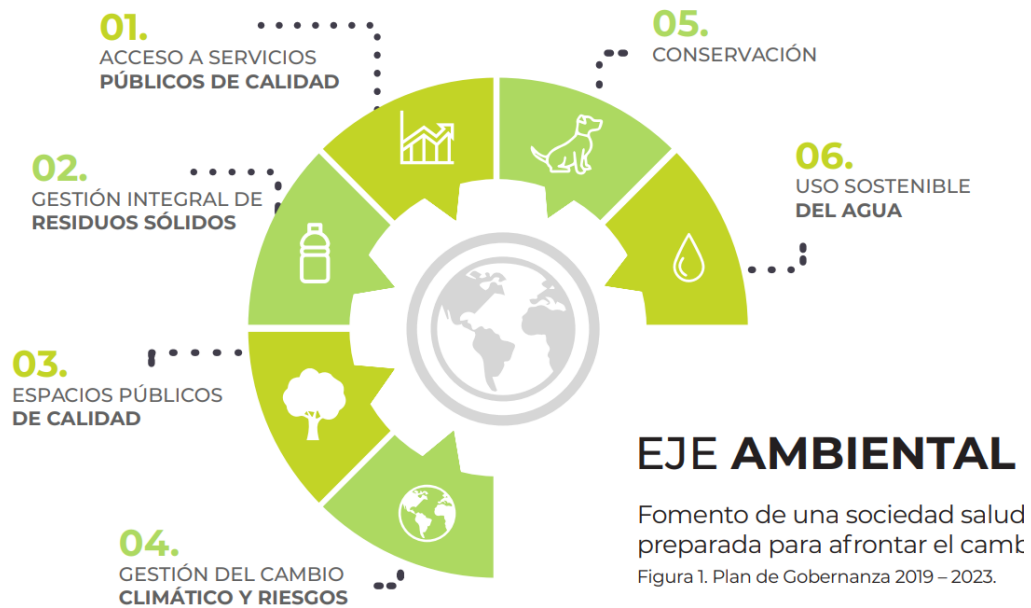 01.
ACCESO A SERVICIOS
PÚBLICOS DE CALIDAD
02.
GESTIÓN INTEGRAL DE
RESIDUOS SÓLIDOS
03.
ESPACIOS PÚBLICOS
DE CALIDAD
04.
GESTIÓN DEL CAMBIO
CLIMÁTICO Y RIESGOS
05.
CONSERVACIÓN
06.
USO SOSTENIBLE
DEL AGUA
EJE AMBIENTAL
Fomento de una sociedad
preparada para afrontar el
Figura 1. Plan de Gobernanza 2019 – 2023.